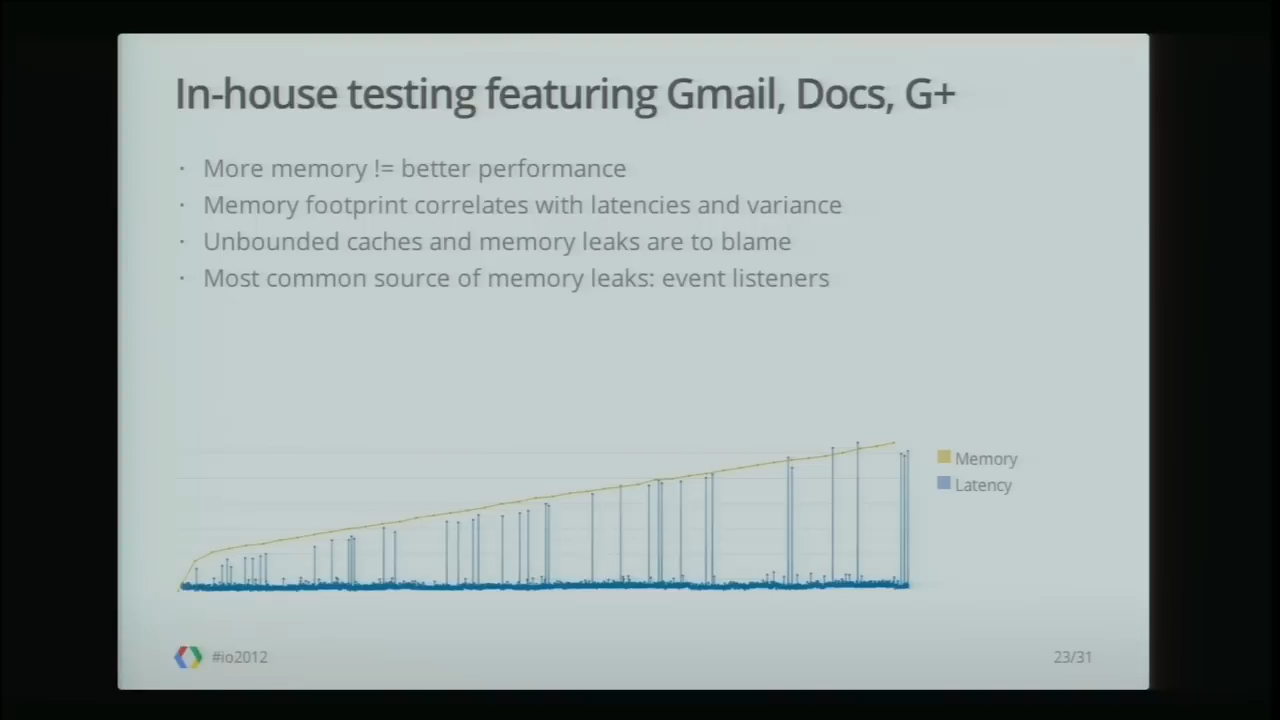 In-house testing featuring Gmail, Docs, G+
· More memory != better performance
· Memory footprint correlates with latencies and variance
· Unbounded caches and memory leaks are to blame
· Most common source of memory leaks: event listeners
Memory
Latency
#io2012
23/31